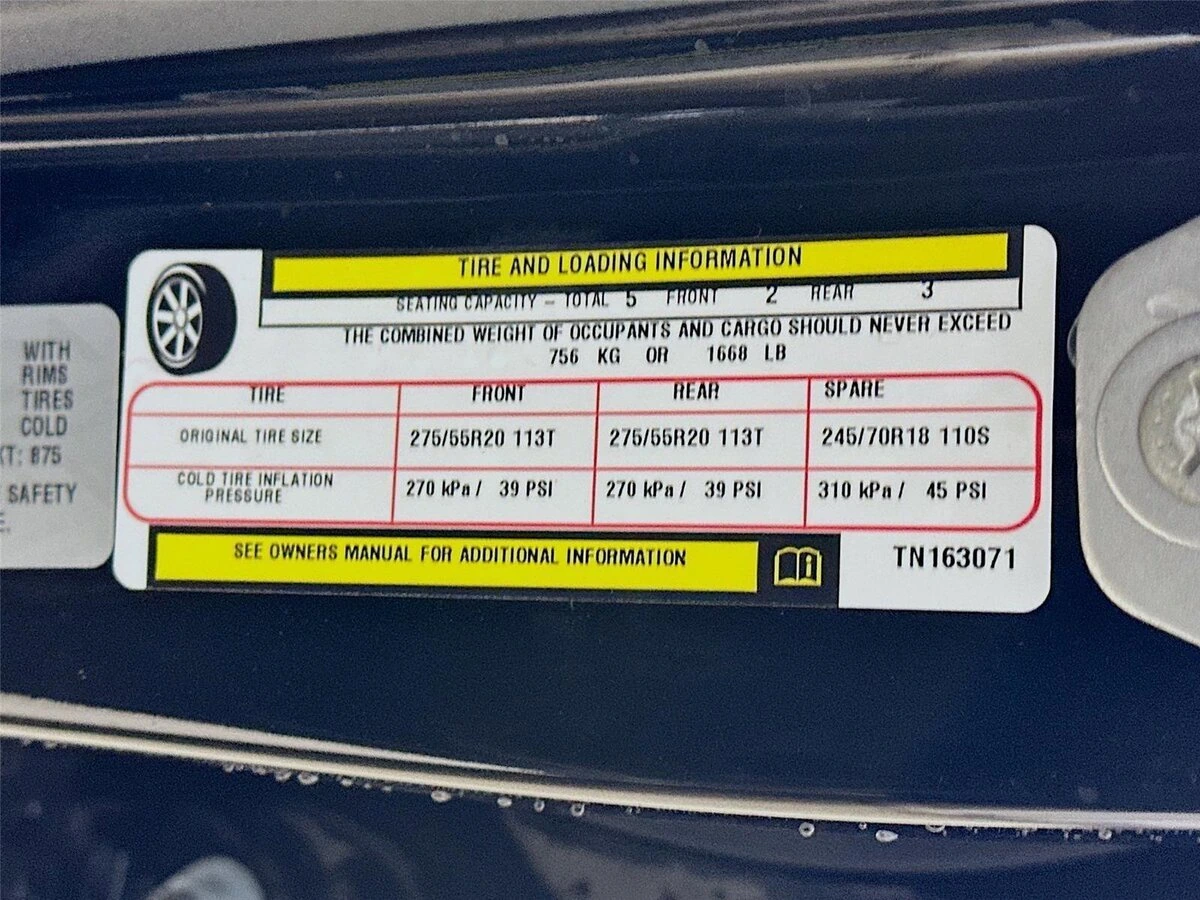 WITH
RIMS
TIRES
COLD
KT: 875
SAFETY
E.
TIRE AND LOADING INFORMATION
SEATING CAPACITY – TOTAL 5 FRONT 2 REAR 3
THE COMBINED WEIGHT OF OCCUPANTS AND CARGO SHOULD NEVER EXCEED
756 KG OR 1668 LB
TIRE FRONT REAR SPARE
ORIGINAL TIRE SIZE 275/55R20 113T 275/55R20 113T 245/70R18 110S
COLD TIRE INFLATION
PRESSURE 270 kPa / 39 PSI 270 kPa / 39 PSI 310 kPa / 45 PSI
SEE OWNERS MANUAL FOR ADDITIONAL INFORMATION
TN163071